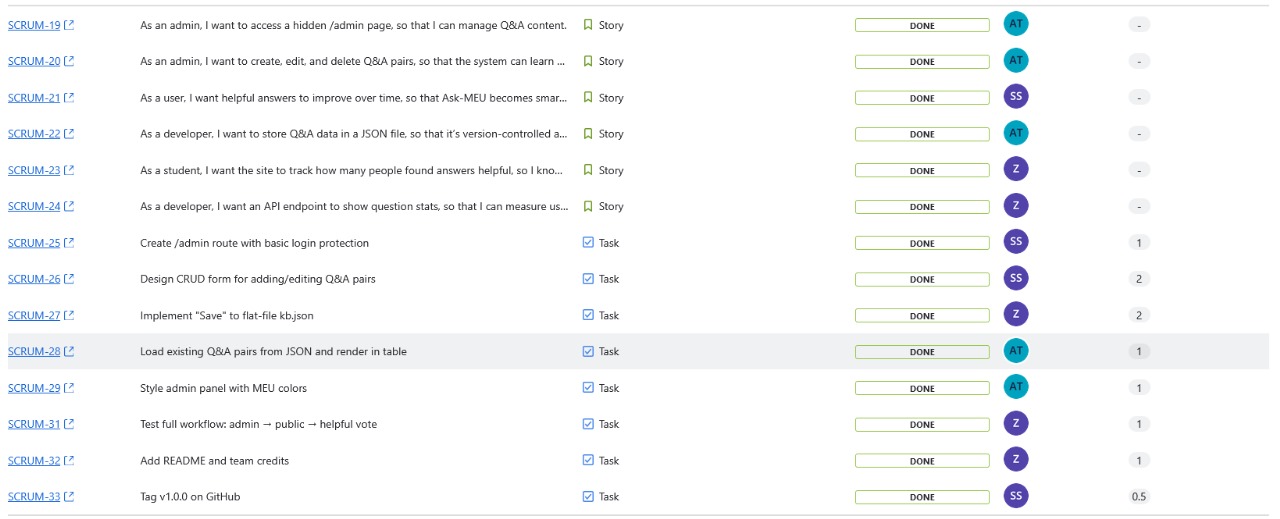 SCRUM-19 As an admin, I want to access a hidden /admin page, so that I can manage Q&A content. Story DONE AT -
SCRUM-20 As an admin, I want to create, edit, and delete Q&A pairs, so that the system can learn ... Story DONE AT -
SCRUM-21 As a user, I want helpful answers to improve over time, so that Ask-MEU becomes smar... Story DONE SS -
SCRUM-22 As a developer, I want to store Q&A data in a JSON file, so that it's version-controlled a... Story DONE AT -
SCRUM-23 As a student, I want the site to track how many people found answers helpful, so I kno... Story DONE Z -
SCRUM-24 As a developer, I want an API endpoint to show question stats, so that I can measure us... Story DONE Z -
SCRUM-25 Create /admin route with basic login protection Task DONE SS 1
SCRUM-26 Design CRUD form for adding/editing Q&A pairs Task DONE SS 2
SCRUM-27 Implement "Save" to flat-file kb.json Task DONE Z 2
SCRUM-28 Load existing Q&A pairs from JSON and render in table Task DONE AT 1
SCRUM-29 Style admin panel with MEU colors Task DONE AT 1
SCRUM-31 Test full workflow: admin → public → helpful vote Task DONE Z 1
SCRUM-32 Add README and team credits Task DONE Z 1
SCRUM-33 Tag v1.0.0 on GitHub Task DONE SS 0.5